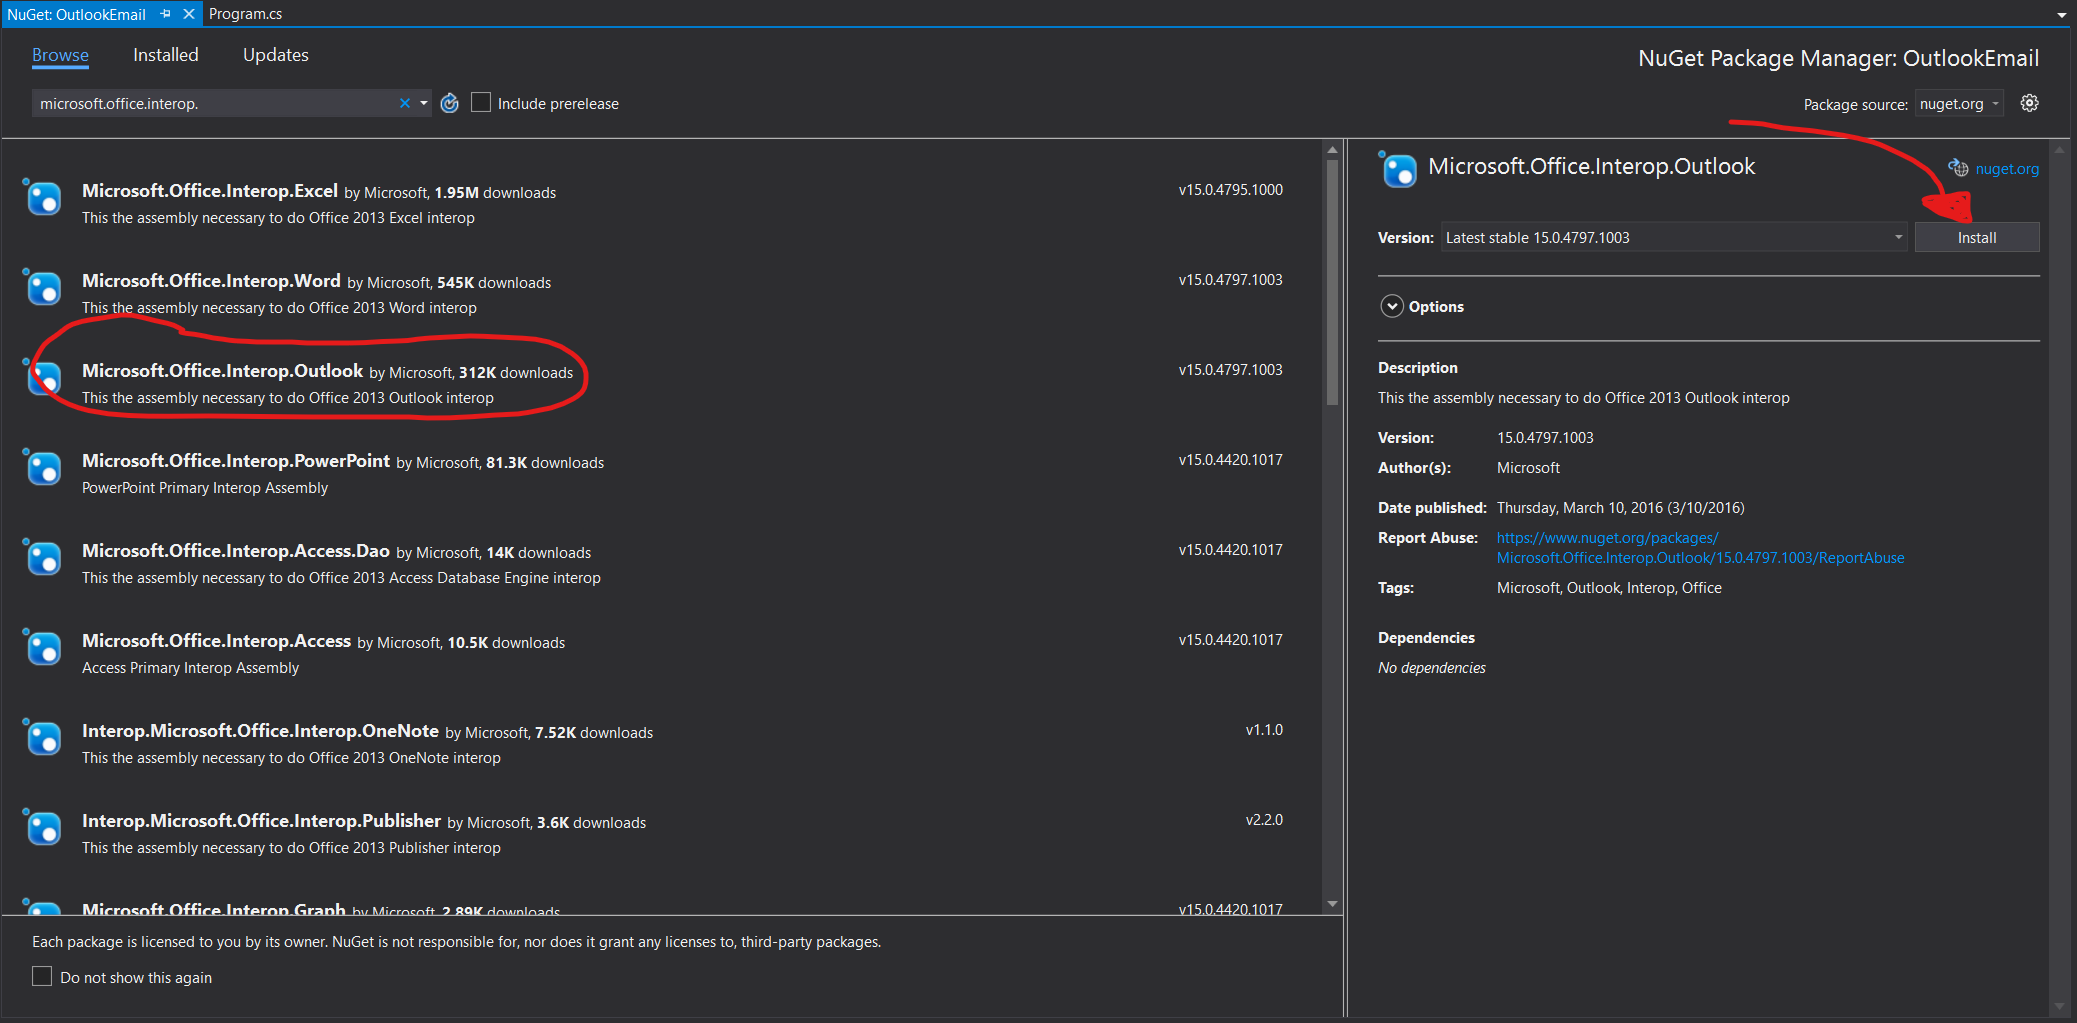 NuGet: OutlookEmail
Program.cs
Browse
Installed
Updates
NuGet Package Manager: OutlookEmail
microsoft.office.interop.
Include prerelease
Package source: nuget.org
Microsoft.Office.Interop.Excel by Microsoft, 1.95M downloads
v15.0.4795.1000
This the assembly necessary to do Office 2013 Excel interop
Microsoft.Office.Interop.Word by Microsoft, 545K downloads
v15.0.4797.1003
This the assembly necessary to do Office 2013 Word interop
Microsoft.Office.Interop.Outlook by Microsoft, 312K downloads
v15.0.4797.1003
This the assembly necessary to do Office 2013 Outlook interop
Microsoft.Office.Interop.PowerPoint by Microsoft, 81.3K downloads
v15.0.4420.1017
PowerPoint Primary Interop Assembly
Microsoft.Office.Interop.Access.Dao by Microsoft, 14K downloads
v15.0.4420.1017
This the assembly necessary to do Office 2013 Access Database Engine interop
Microsoft.Office.Interop.Access by Microsoft, 10.5K downloads
v15.0.4420.1017
Access Primary Interop Assembly
Interop.Microsoft.Office.Interop.OneNote by Microsoft, 7.52K downloads
v1.1.0
This the assembly necessary to do Office 2013 OneNote interop
Interop.Microsoft.Office.Interop.Publisher by Microsoft, 3.6K downloads
v2.2.0
This the assembly necessary to do Office 2013 Publisher interop
Microsoft.Office.Interop.Graph by Microsoft, 2.89K downloads
v15.0.4420.1017
Each package is licensed to you by its owner. NuGet is not responsible for, nor does it grant any licenses to, third-party packages.
Do not show this again
Microsoft.Office.Interop.Outlook
nuget.org
Version: Latest stable 15.0.4797.1003
Install
Options
Description
This the assembly necessary to do Office 2013 Outlook interop
Version: 15.0.4797.1003
Author(s): Microsoft
Date published: Thursday, March 10, 2016 (3/10/2016)
Report Abuse: https://www.nuget.org/packages/
Microsoft.Office.Interop.Outlook/15.0.4797.1003/ReportAbuse
Tags: Microsoft, Outlook, Interop, Office
Dependencies
No dependencies